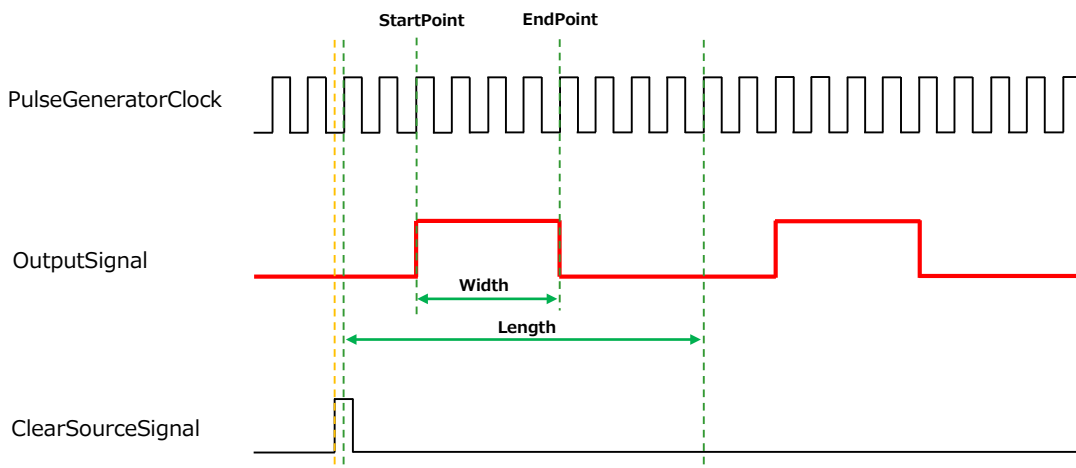 StartPoint
EndPoint
PulseGeneratorClock
OutputSignal
Width
Length
ClearSourceSignal